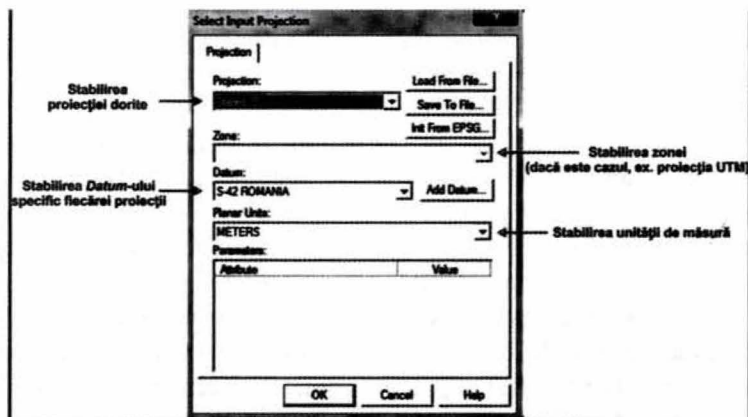 Select Input Projection
Projection
Projection:
Load From File...
Save To File...
Init From EPSG...
Zone:
Datum:
S-42 ROMANIA
Add Datum...
Planar Units:
METERS
Parameters:
Attribute Value
OK Cancel Help
Stabilirea
proiecției dorite
Stabilirea Datum-ului
specific fiecărei proiecții
Stabilirea zonei
(dacă este cazul, ex. proiecția UTM)
Stabilirea unității de măsură